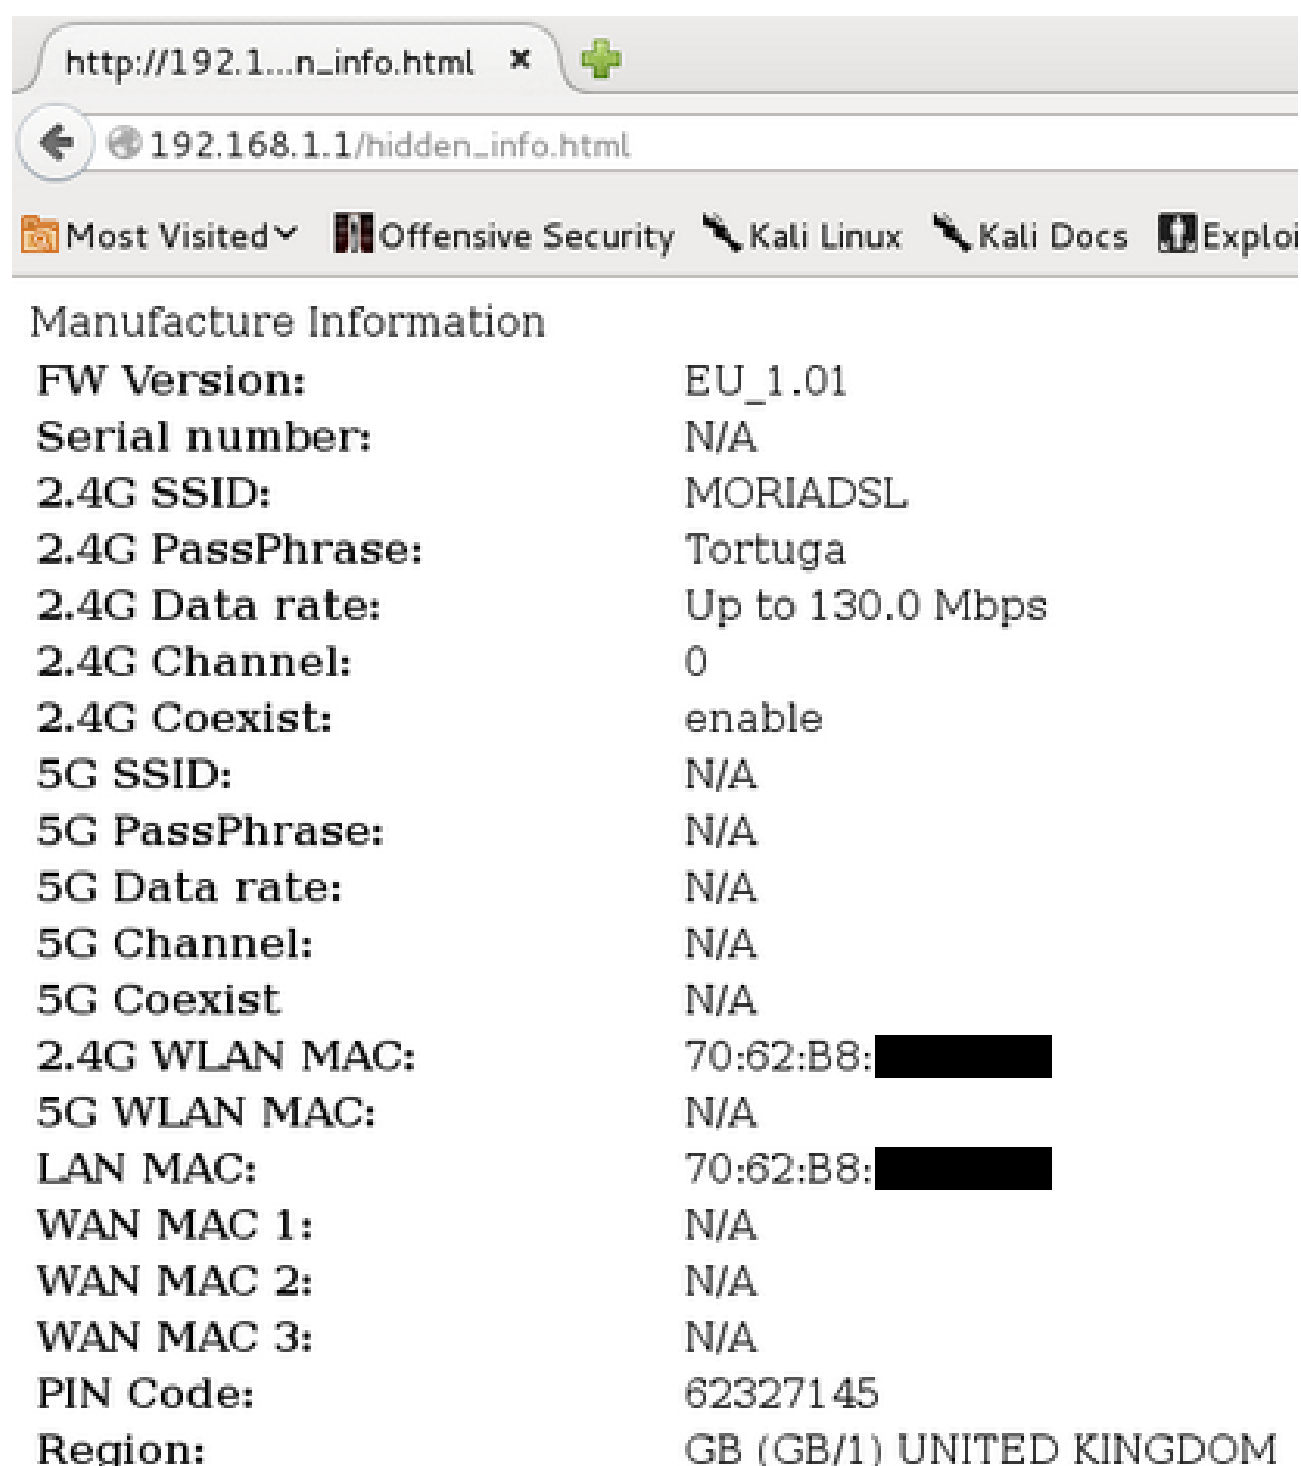 http://192.1...n_info.html ×
192.168.1.1/hidden_info.html
Most Visited Offensive Security Kali Linux Kali Docs Exploi
Manufacture Information
FW Version: EU_1.01
Serial number: N/A
2.4G SSID: MORIADSL
2.4G PassPhrase: Tortuga
2.4G Data rate: Up to 130.0 Mbps
2.4G Channel: 0
2.4G Coexist: enable
5G SSID: N/A
5G PassPhrase: N/A
5G Data rate: N/A
5G Channel: N/A
5G Coexist N/A
2.4G WLAN MAC: 70:62:B8:
5G WLAN MAC: N/A
LAN MAC: 70:62:B8:
WAN MAC 1: N/A
WAN MAC 2: N/A
WAN MAC 3: N/A
PIN Code: 62327145
Region: GB (GB/1) UNITED KINGDOM